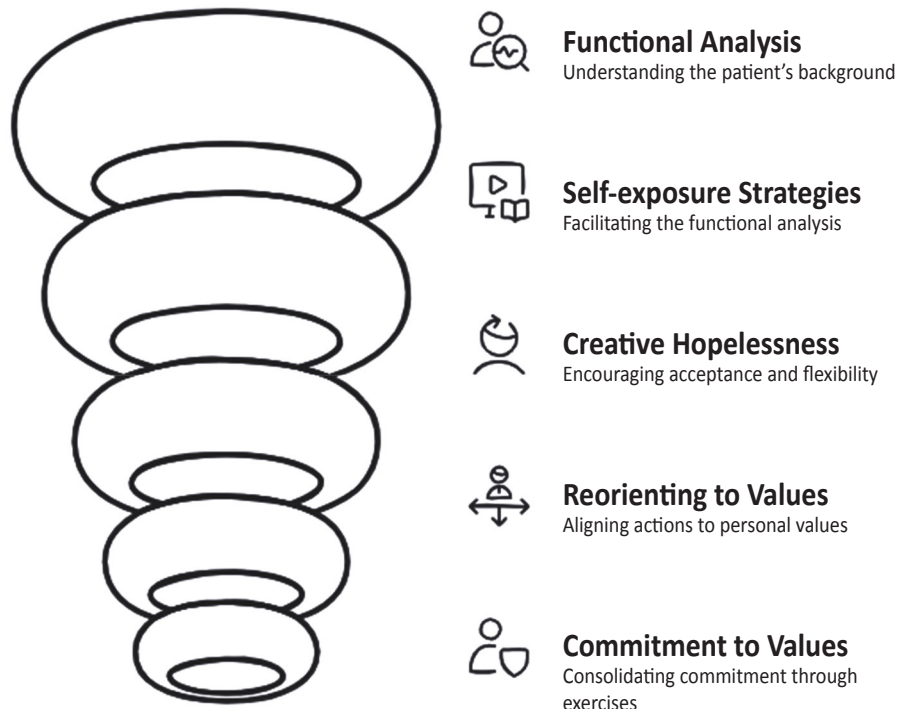 Functional Analysis
Understanding the patient's background
Self-exposure Strategies
Facilitating the functional analysis
Creative Hopelessness
Encouraging acceptance and flexibility
Reorienting to Values
Aligning actions to personal values
Commitment to Values
Consolidating commitment through
exercises